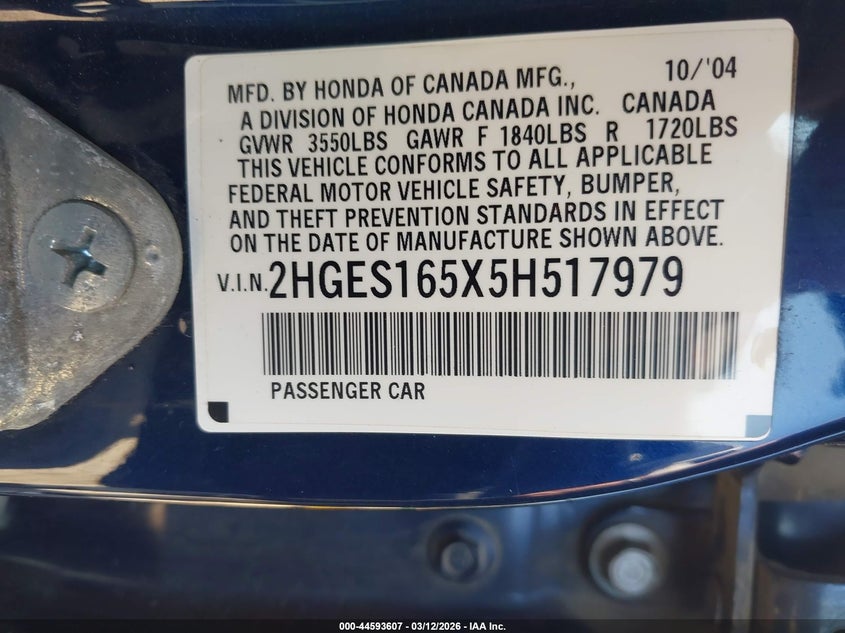 MFD. BY HONDA OF CANADA MFG., 10/'04
A DIVISION OF HONDA CANADA INC. CANADA
GVWR 3550LBS GAWR F 1840LBS R 1720LBS
THIS VEHICLE CONFORMS TO ALL APPLICABLE
FEDERAL MOTOR VEHICLE SAFETY, BUMPER,
AND THEFT PREVENTION STANDARDS IN EFFECT
ON THE DATE OF MANUFACTURE SHOWN ABOVE.
V.I.N. 2HGES165X5H517979
PASSENGER CAR
000-44593607 - 03/12/2026 - IAA Inc.